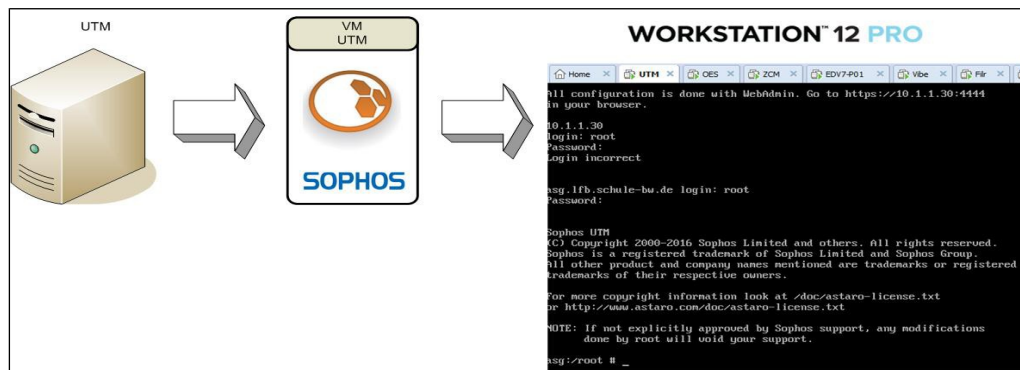 UTM
VM
UTM
SOPHOS
WORKSTATION™ 12 PRO
Home × UTM × OES × ZCM × EDV7-P01 × Vibe × Filr ×
All configuration is done with WebAdmin. Go to https://10.1.1.30:4444
in your browser.
10.1.1.30
login: root
Password:
Login incorrect
asg.lfb.schule-bw.de login: root
Password:
Sophos UTM
(C) Copyright 2000-2016 Sophos Limited and others. All rights reserved.
Sophos is a registered trademark of Sophos Limited and Sophos Group.
All other product and company names mentioned are trademarks or registered
trademarks of their respective owners.
For more copyright information look at /doc/astaro-license.txt
or http://www.astaro.com/doc/astaro-license.txt
NOTE: If not explicitly approved by Sophos support, any modifications
done by root will void your support.
asg:/root # _